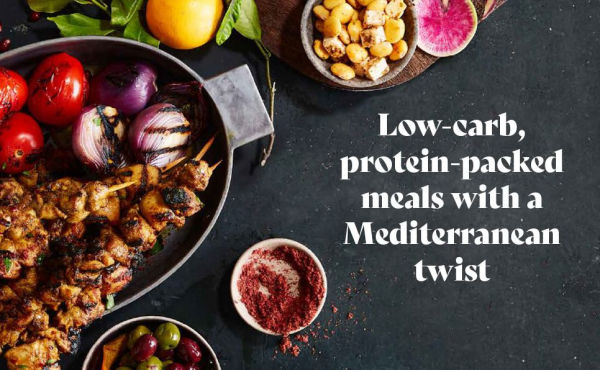 Low-carb,
protein-packed
meals with a
Mediterranean
twist